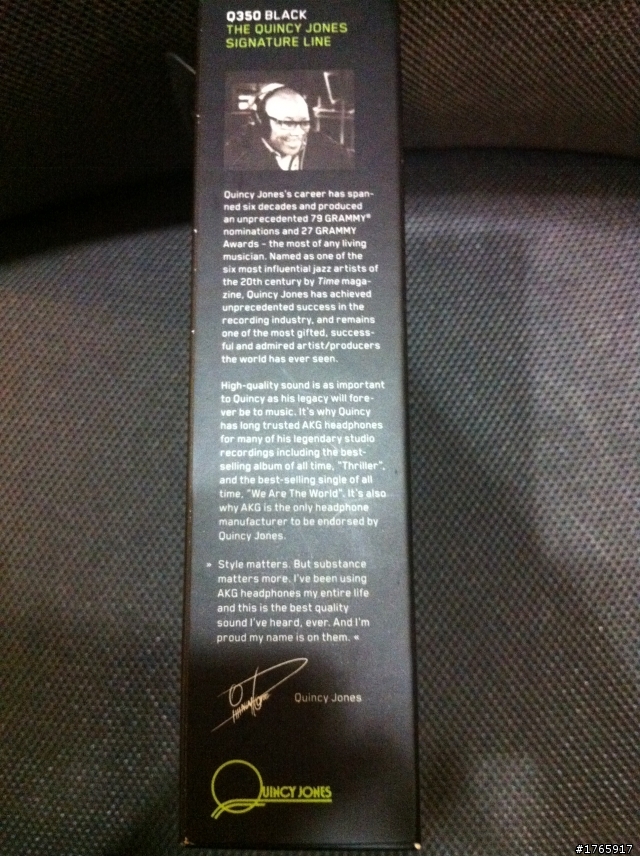 Q350 BLACK
THE QUINCY JONES
SIGNATURE LINE
Quincy Jones's career has span-
ned six decades and produced
an unprecedented 79 GRAMMY®
nominations and 27 GRAMMY
Awards – the most of any living
musician. Named as one of the
six most influential jazz artists of
the 20th century by Time maga-
zine, Quincy Jones has achieved
unprecedented success in the
recording industry, and remains
one of the most gifted, success-
ful and admired artist/producers
the world has ever seen.
High-quality sound is as important
to Quincy as his legacy will fore-
ver be to music. It's why Quincy
has long trusted AKG headphones
for many of his legendary studio
recordings including the best-
selling album of all time, "Thriller",
and the best-selling single of all
time, "We Are The World". It's also
why AKG is the only headphone
manufacturer to be endorsed by
Quincy Jones.
» Style matters. But substance
matters more. I've been using
AKG headphones my entire life
and this is the best quality
sound I've heard, ever. And I'm
proud my name is on them. «
Quincy Jones
QUINCY JONES
#1765917